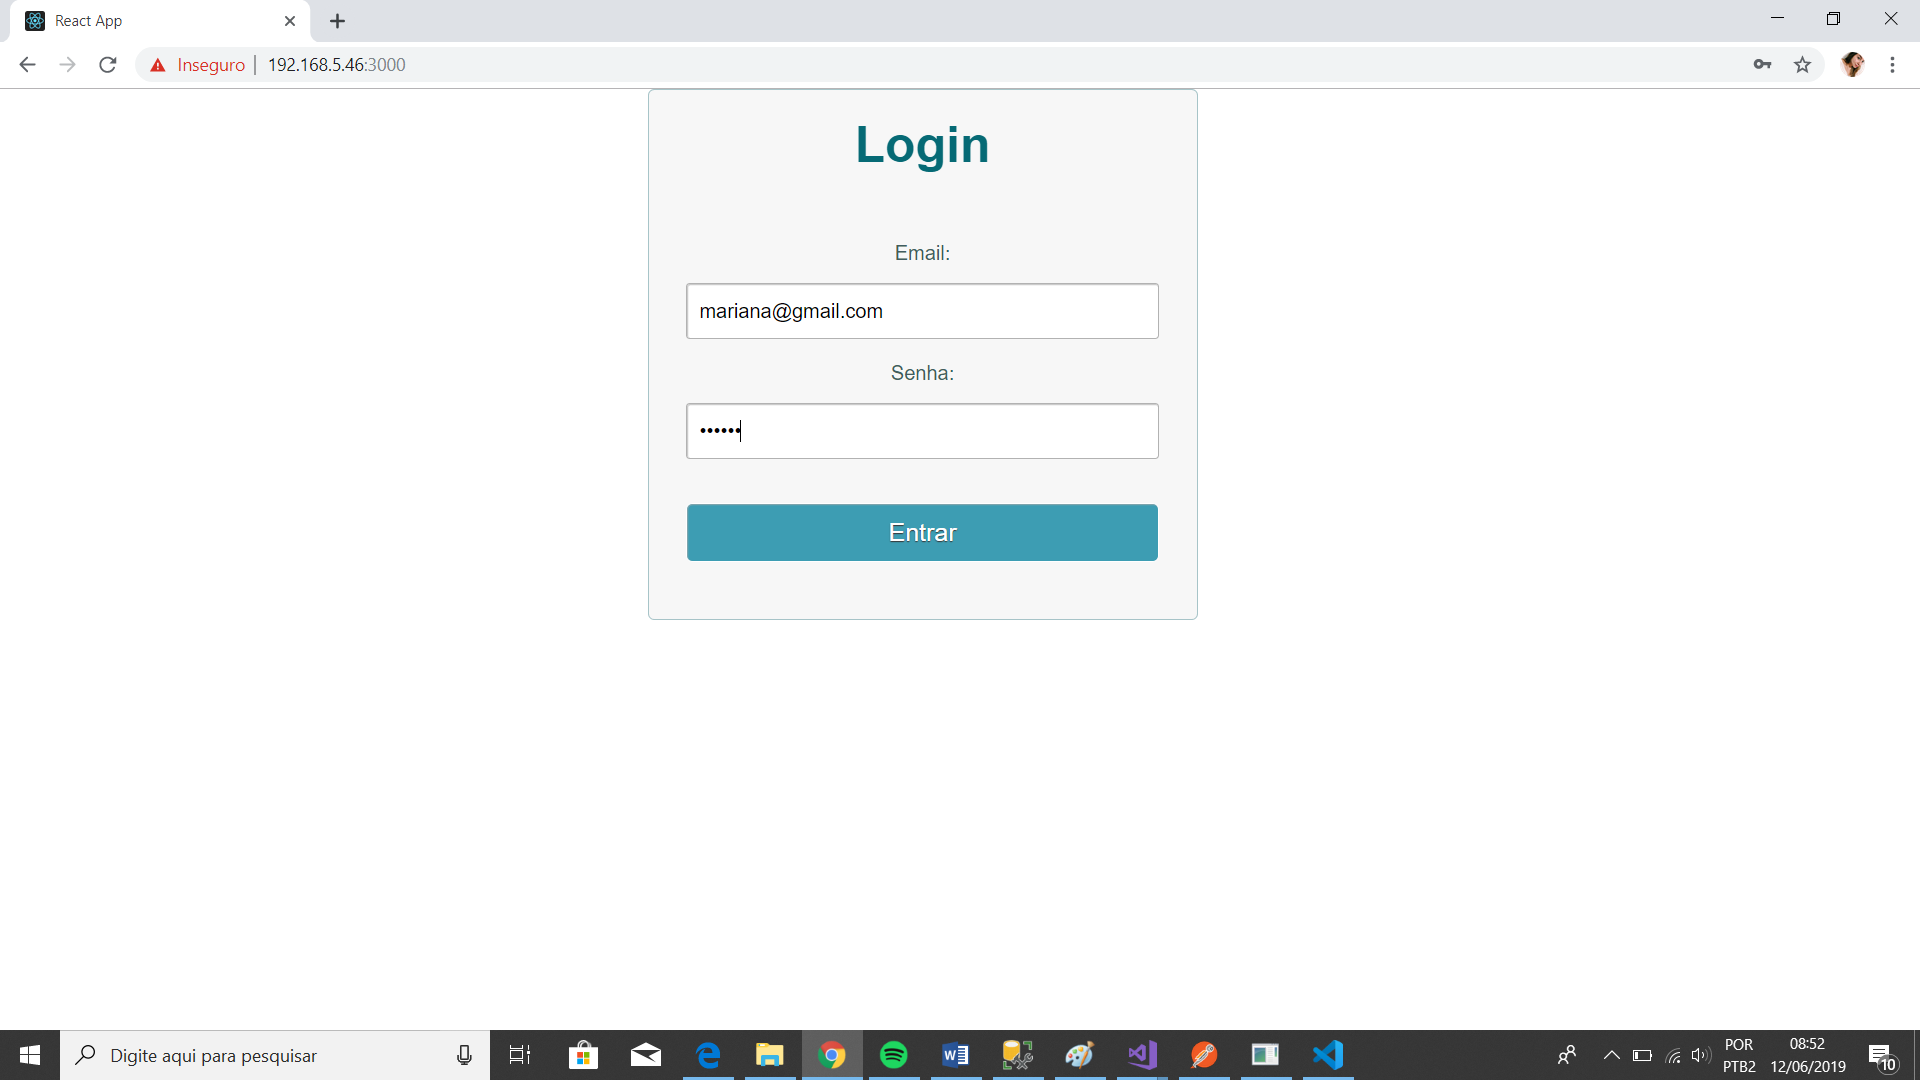 React App
Inseguro | 192.168.5.46:3000
Login
Email:
mariana@gmail.com
Senha:
••••••
Entrar
Digite aqui para pesquisar
POR
PTB2
08:52
12/06/2019
10